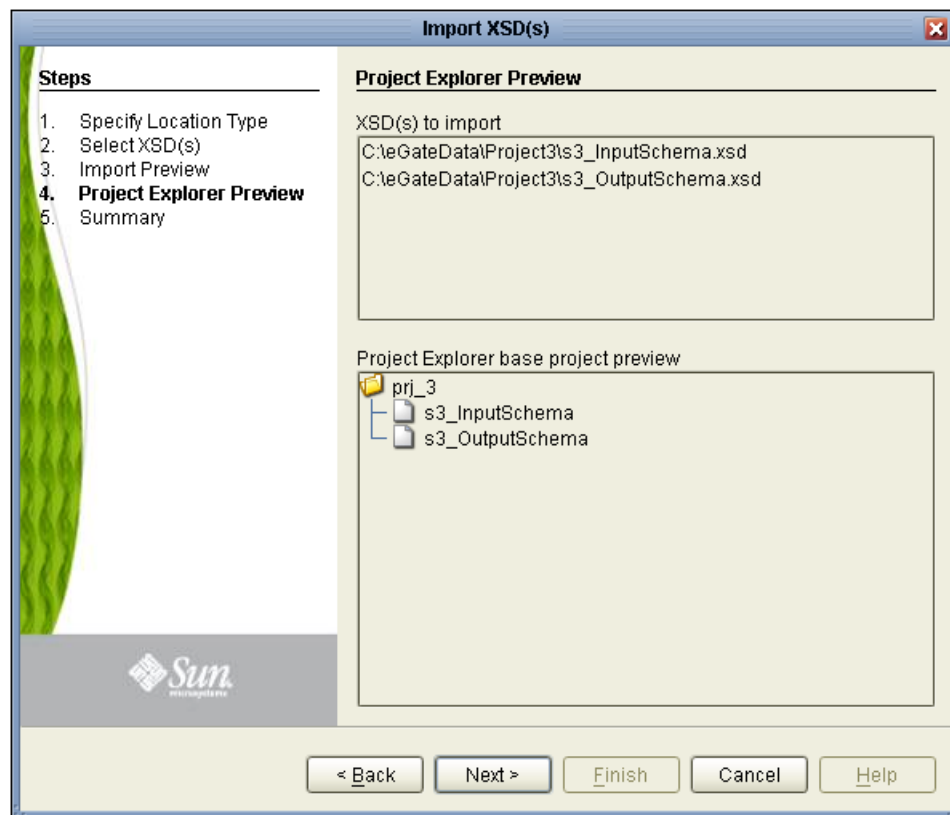 Import XSD(s)
Steps
1. Specify Location Type
2. Select XSD(s)
3. Import Preview
4. Project Explorer Preview
5. Summary
Sun
microsystems
Project Explorer Preview
XSD(s) to import
C:\eGateData\Project3\s3_InputSchema.xsd
C:\eGateData\Project3\s3_OutputSchema.xsd
Project Explorer base project preview
prj_3
s3_InputSchema
s3_OutputSchema
< Back Next > Finish Cancel Help